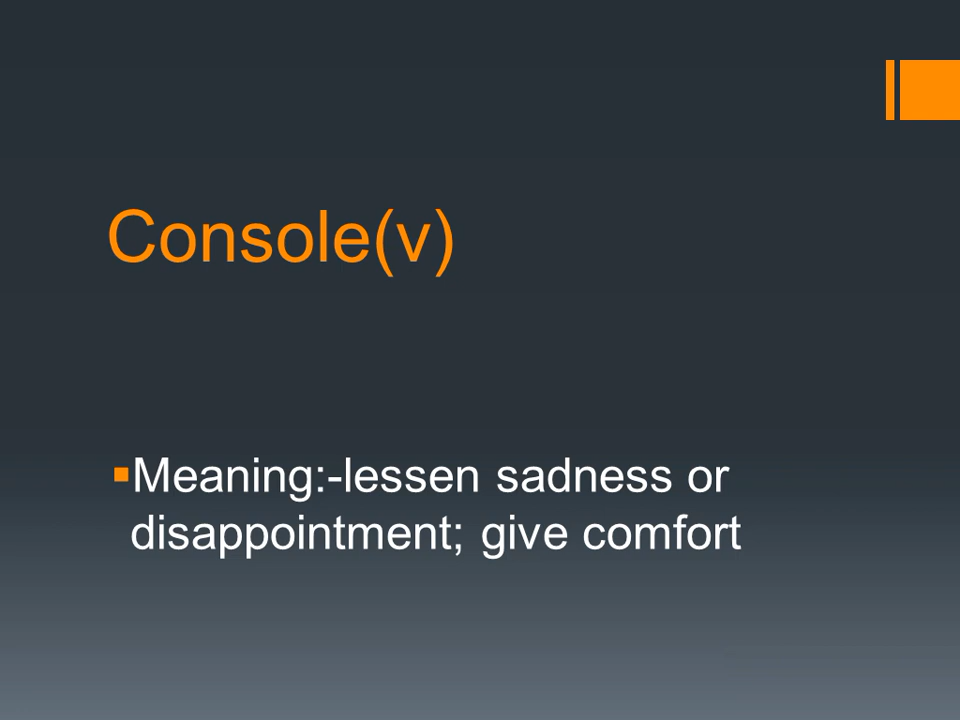 Console(v)
▪Meaning:-lessen sadness or
disappointment; give comfort